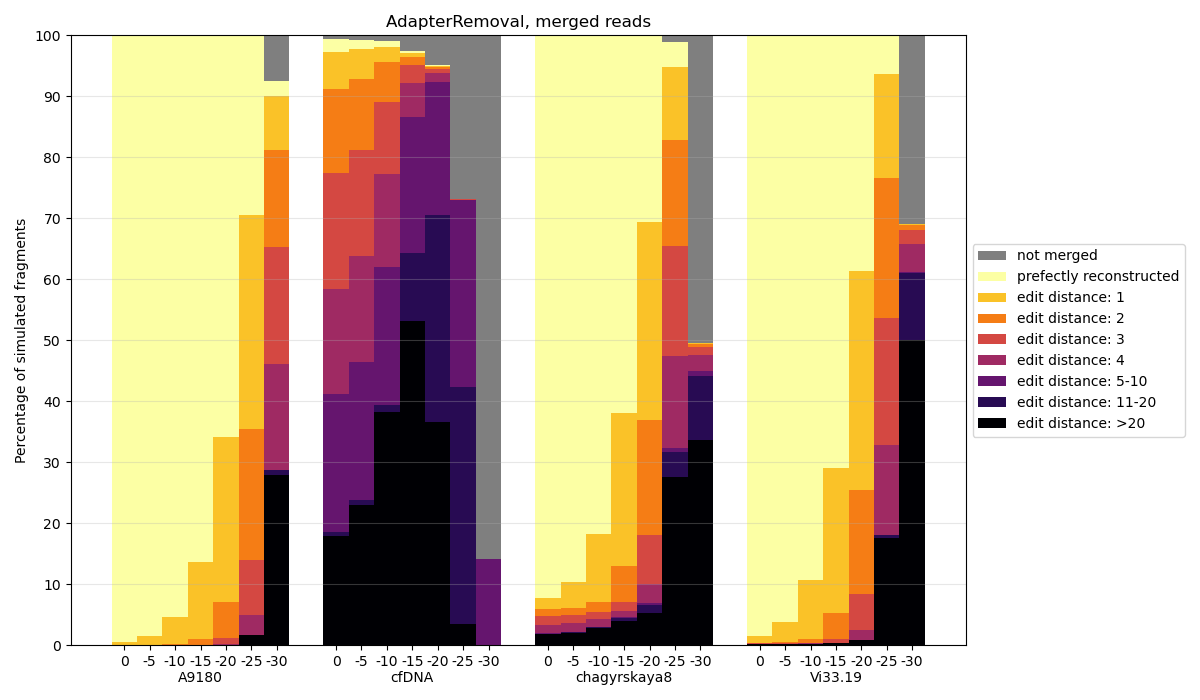 AdapterRemoval, merged reads
Percentage of simulated fragments
100
90
80
70
60
50
40
30
20
10
0
0 -5 -10 -15 -20 -25 -30 0 -5 -10 -15 -20 -25 -30 0 -5 -10 -15 -20 -25 -30 0 -5 -10 -15 -20 -25 -30
A9180 cfDNA chagyrskaya8 Vi33.19
not merged
prefectly reconstructed
edit distance: 1
edit distance: 2
edit distance: 3
edit distance: 4
edit distance: 5-10
edit distance: 11-20
edit distance: >20